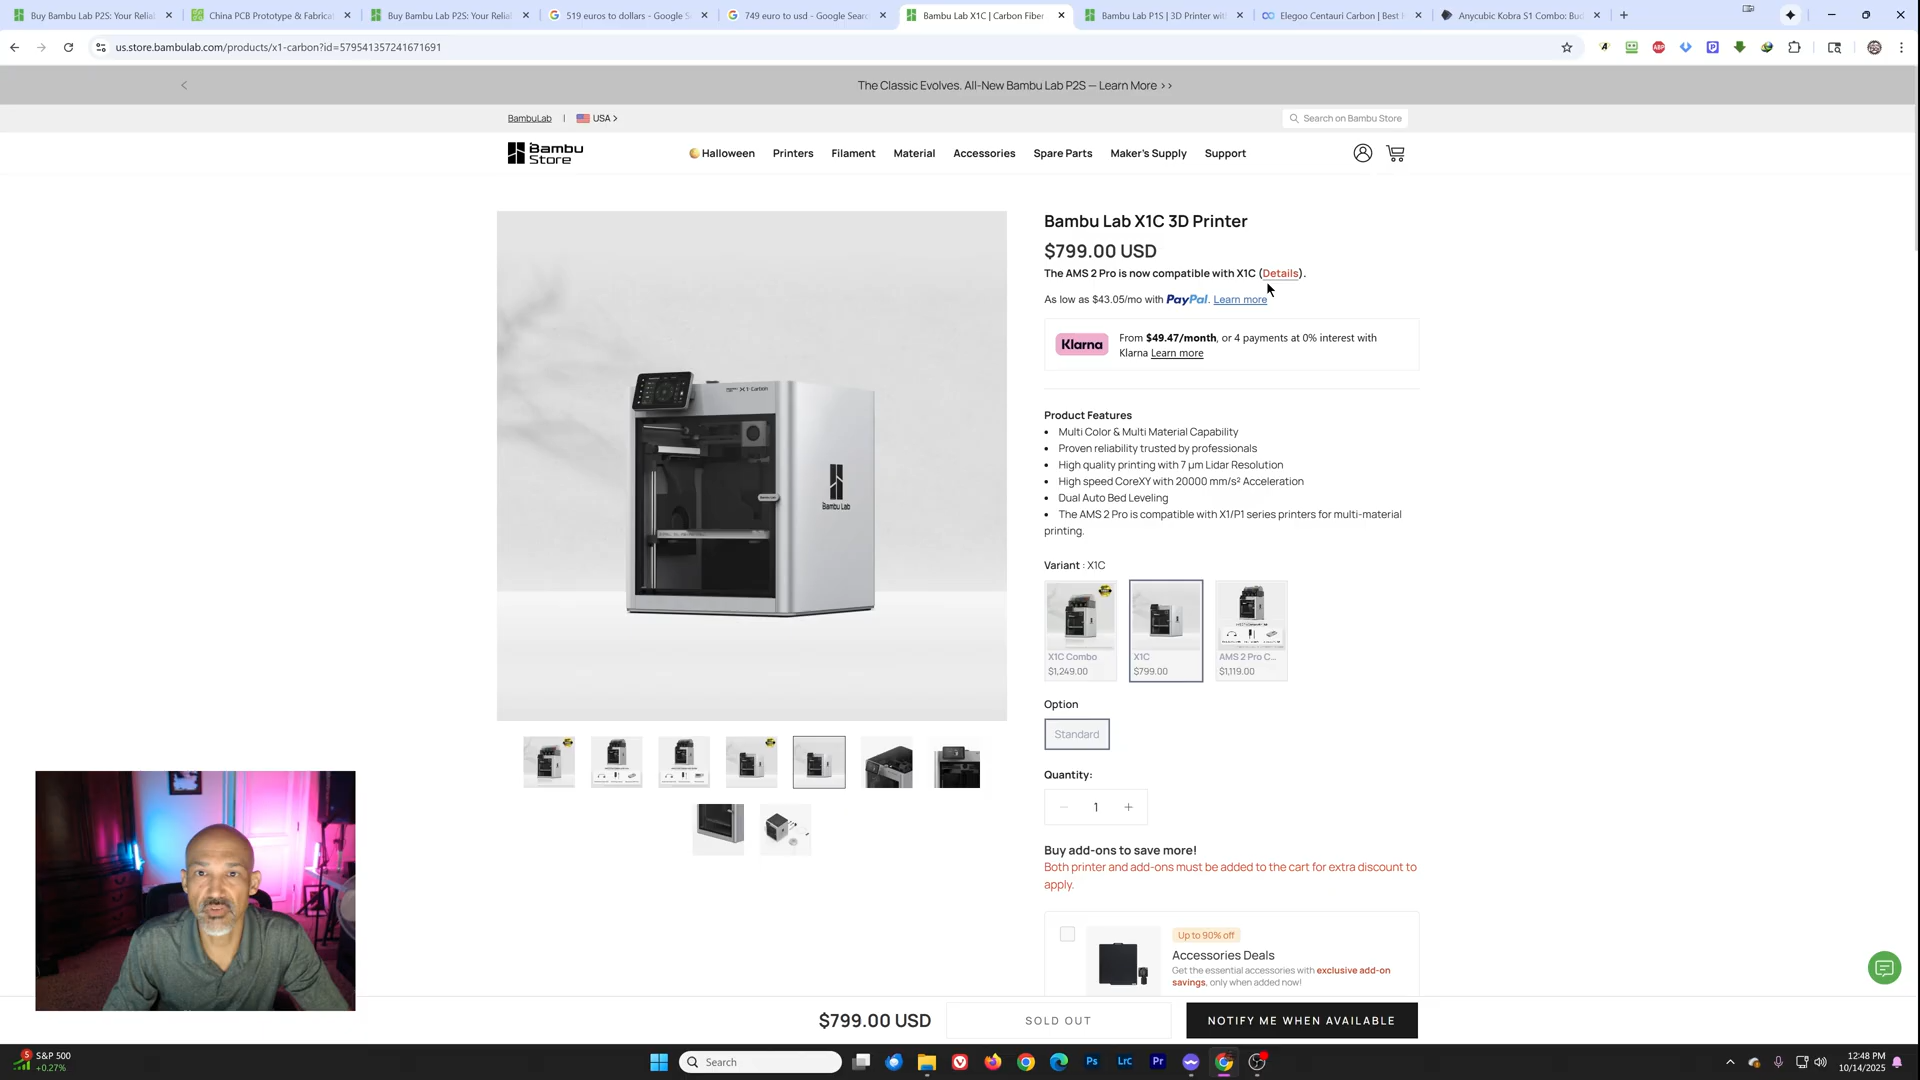 Buy Bambu Lab P2S: Your Relia
China PCB Prototype & Fabrica
Buy Bambu Lab P2S: Your Relia
519 euros to dollars - Google S
749 euro to usd - Google Searc
Bambu Lab X1C | Carbon Fiber
Bambu Lab P1S | 3D Printer wit
Elegoo Centauri Carbon | Best
Anycubic Kobra S1 Combo: Bud
us.store.bambulab.com/products/x1-carbon?id=579541357241671691
The Classic Evolves. All-New Bambu Lab P2S — Learn More >>
BambuLab | USA >
Search on Bambu Store
Bambu Store
Halloween Printers Filament Material Accessories Spare Parts Maker's Supply Support
Bambu Lab X1C 3D Printer
$799.00 USD
The AMS 2 Pro is now compatible with X1C (Details).
As low as $43.05/mo with PayPal. Learn more
Klarna
From $49.47/month, or 4 payments at 0% interest with
Klarna Learn more
Product Features
• Multi Color & Multi Material Capability
• Proven reliability trusted by professionals
• High quality printing with 7 μm Lidar Resolution
• High speed CoreXY with 20000 mm/s² Acceleration
• Dual Auto Bed Leveling
• The AMS 2 Pro is compatible with X1/P1 series printers for multi-material
printing.
X1-Carbon
Bambu Lab
Variant : X1C
X1C Combo
$1,249.00
X1C
$799.00
AMS 2 Pro C...
$1,119.00
Option
Standard
Quantity:
− 1 +
Buy add-ons to save more!
Both printer and add-ons must be added to the cart for extra discount to
apply.
Up to 90% off
Accessories Deals
Get the essential accessories with exclusive add-on
savings, only when added now!
$799.00 USD
SOLD OUT
NOTIFY ME WHEN AVAILABLE
5
S&P 500
+0.27%
Search
Ps
LrC
Pr
12:48 PM
10/14/2025